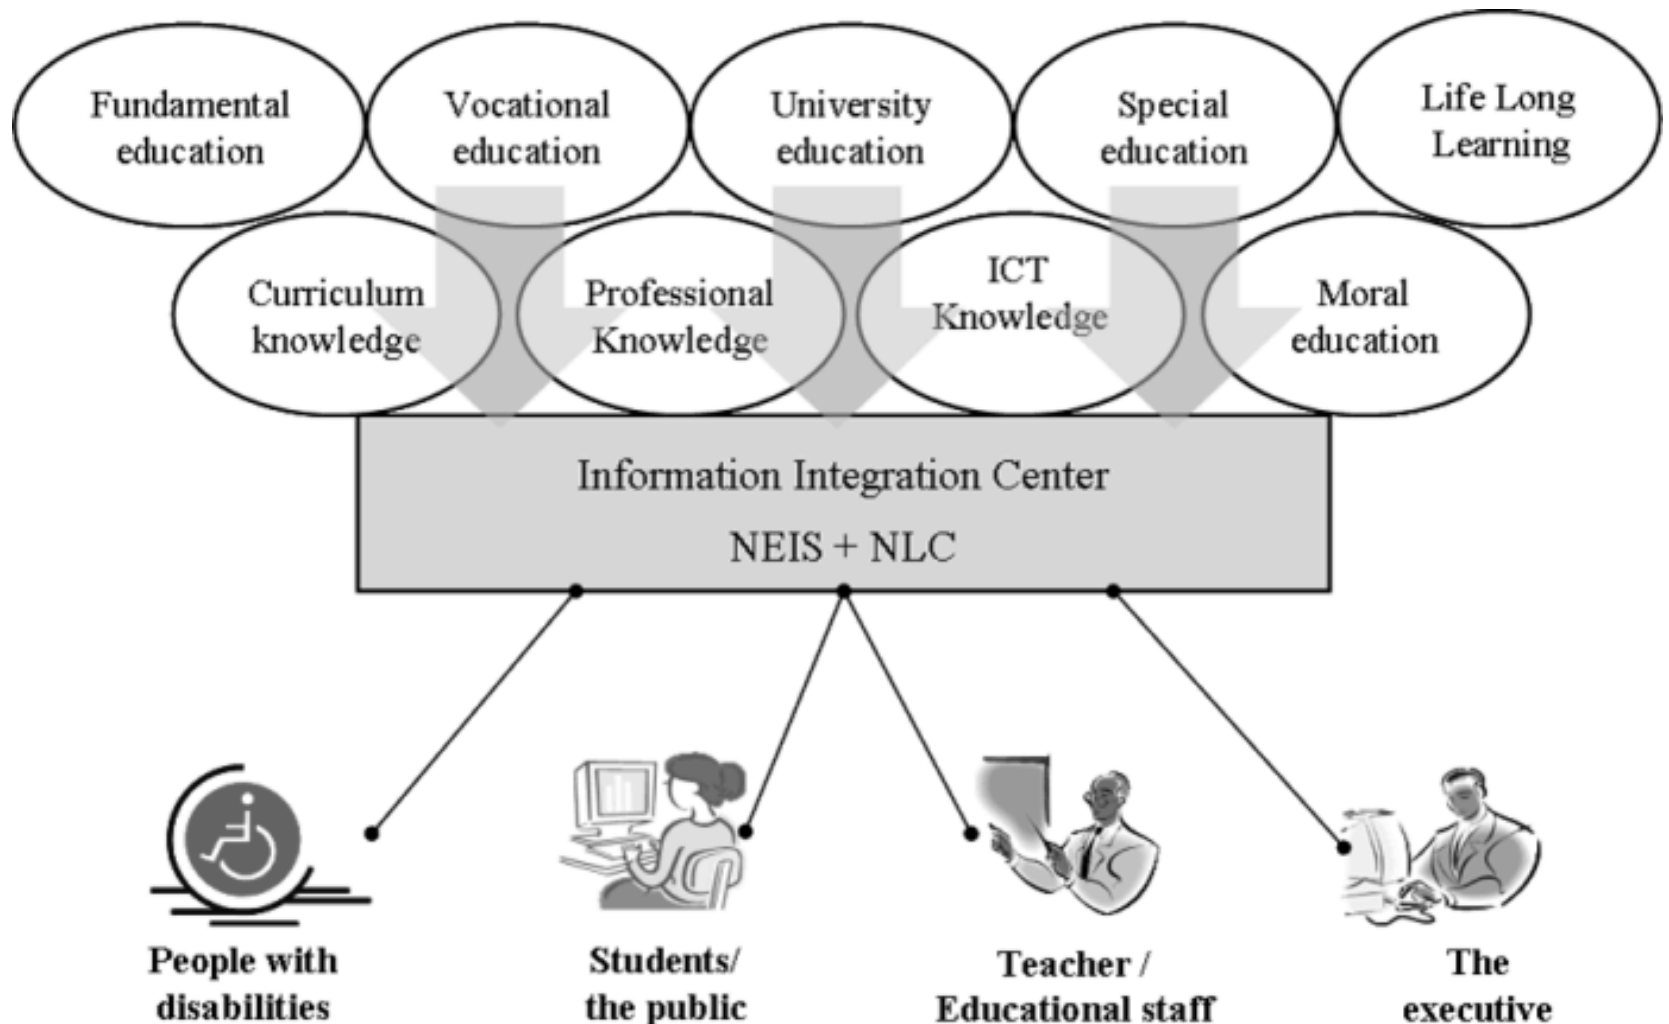 Fundamental
education
Vocational
education
University
education
Special
education
Life Long
Learning
Curriculum
knowledge
Professional
Knowledge
ICT
Knowledge
Moral
education
Information Integration Center
NEIS + NLC
People with
disabilities
Students/
the public
Teacher /
Educational staff
The
executive